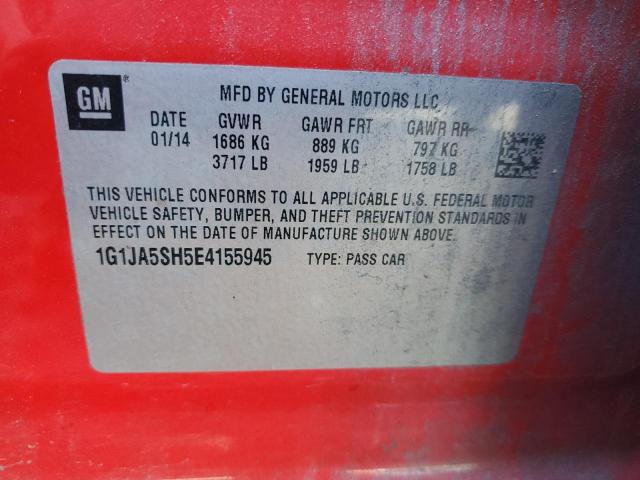 GM ®
MFD BY GENERAL MOTORS LLC
DATE GVWR GAWR FRT GAWR RR
01/14 1686 KG 889 KG 797 KG
3717 LB 1959 LB 1758 LB
THIS VEHICLE CONFORMS TO ALL APPLICABLE U.S. FEDERAL MOTOR
VEHICLE SAFETY, BUMPER, AND THEFT PREVENTION STANDARDS IN
EFFECT ON THE DATE OF MANUFACTURE SHOWN ABOVE.
1G1JA5SH5E4155945 TYPE: PASS CAR